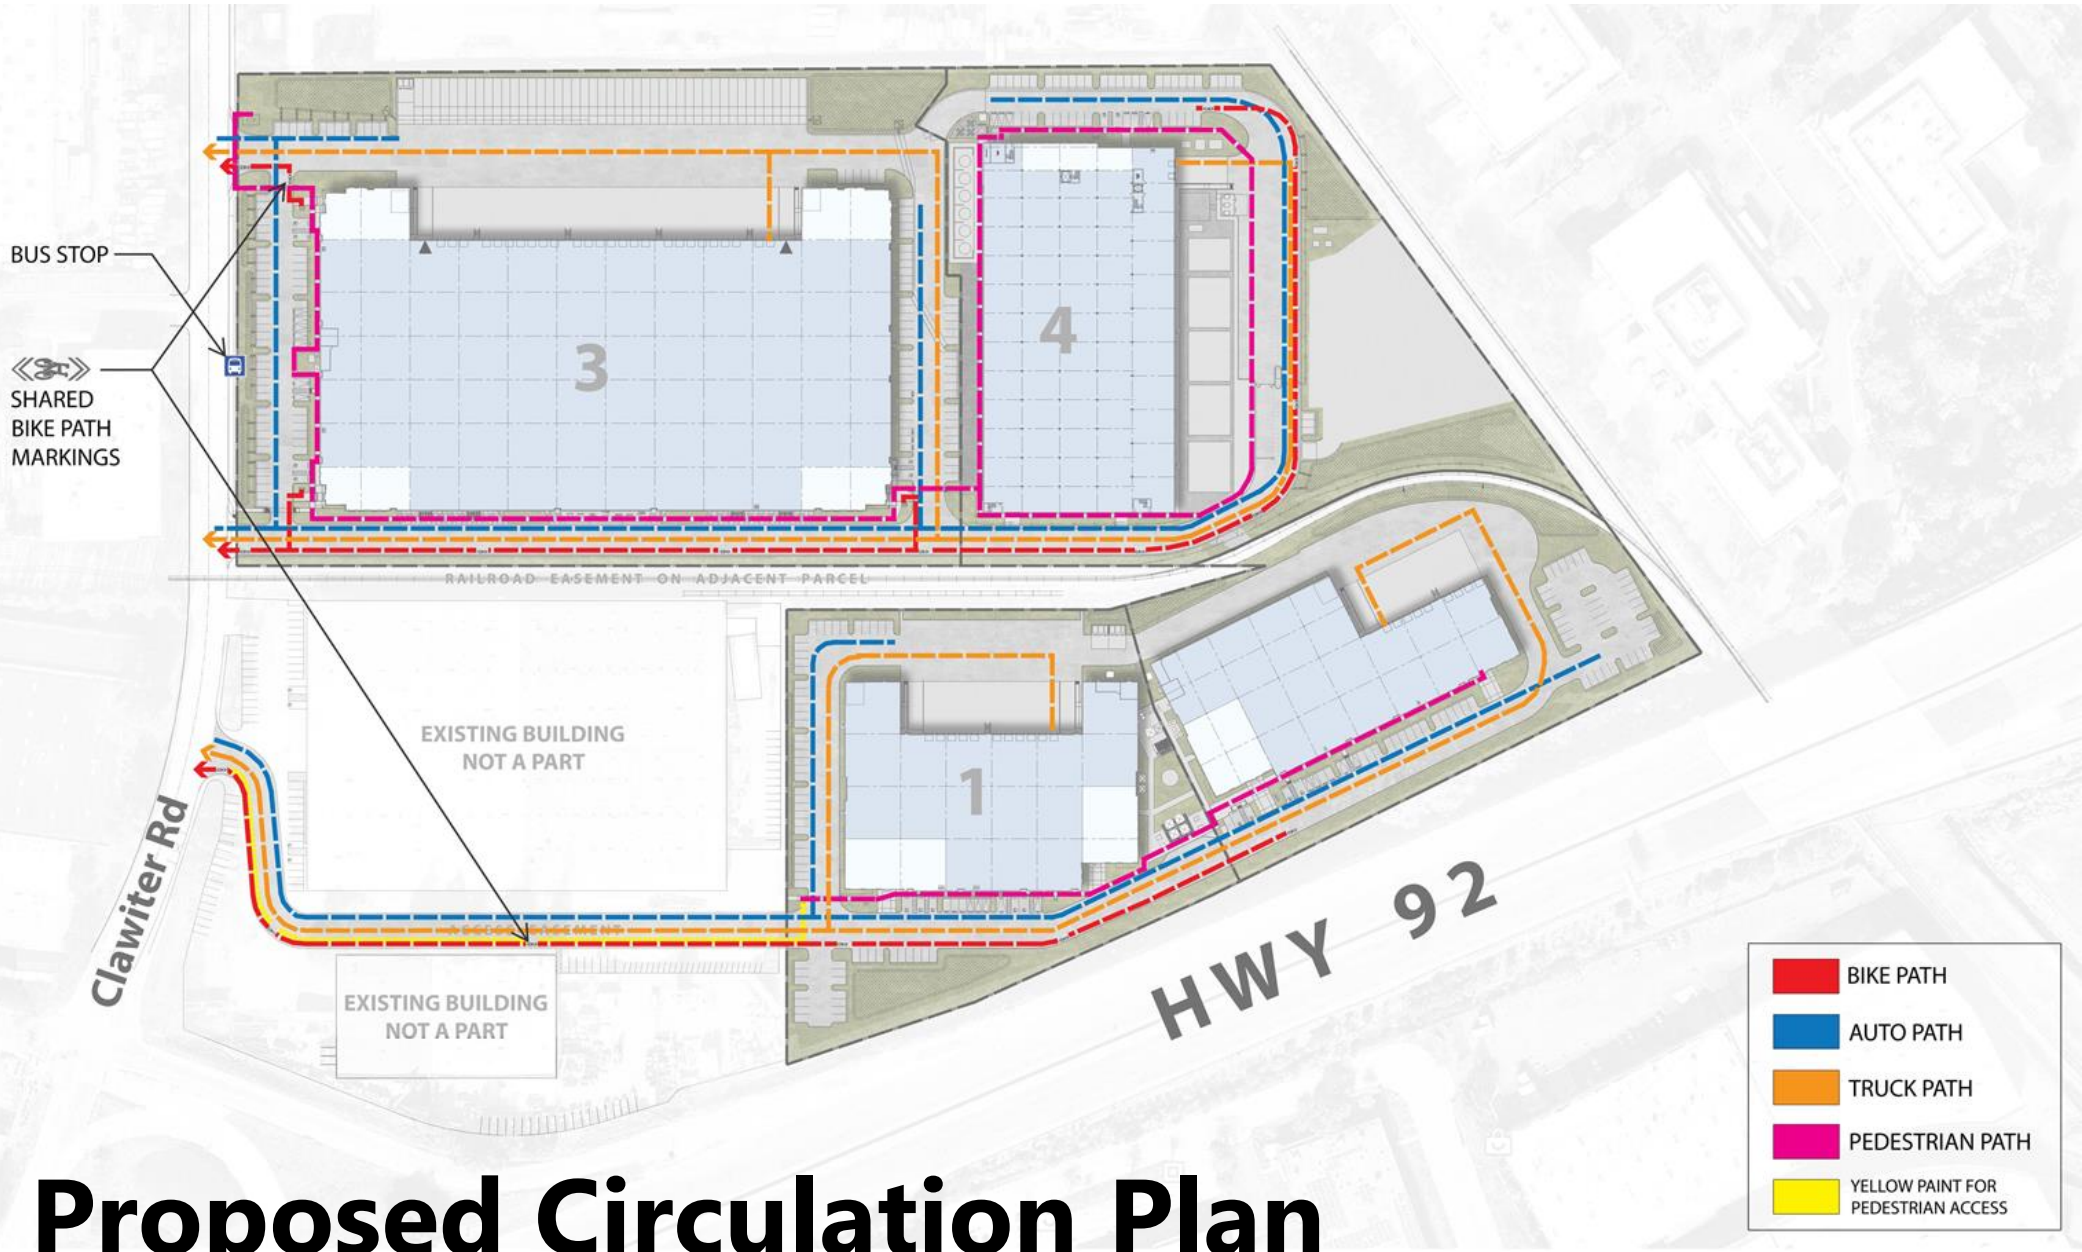 BUS STOP
SHARED
BIKE PATH
MARKINGS
3
4
RAILROAD EASEMENT ON ADJACENT PARCEL
EXISTING BUILDING
NOT A PART
1
Clawiter Rd
ACCESS EASEMENT
EXISTING BUILDING
NOT A PART
HWY 92
BIKE PATH
AUTO PATH
TRUCK PATH
PEDESTRIAN PATH
YELLOW PAINT FOR
PEDESTRIAN ACCESS
Proposed Circulation Plan